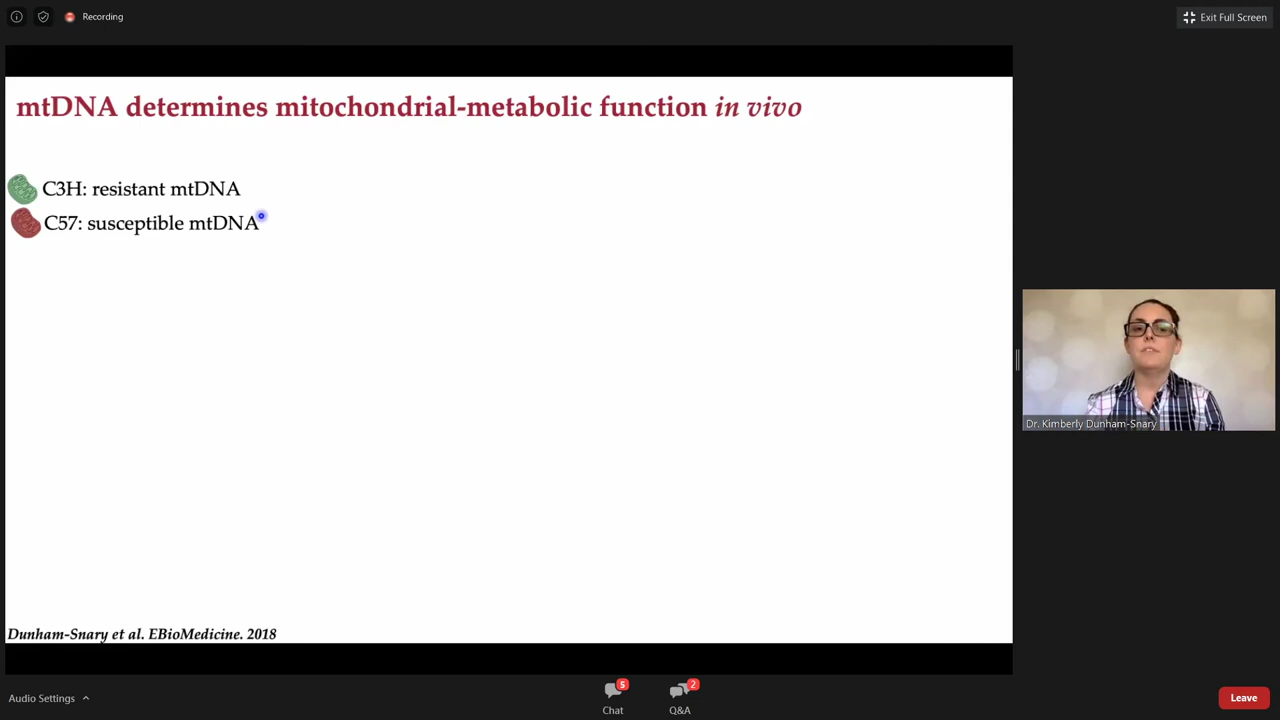 Recording
Exit Full Screen
mtDNA determines mitochondrial-metabolic function in vivo
C3H: resistant mtDNA
C57: susceptible mtDNA
Dr. Kimberly Dunham-Snary
Dunham-Snary et al. EBioMedicine. 2018
Audio Settings
5
Chat
2
Q&A
Leave